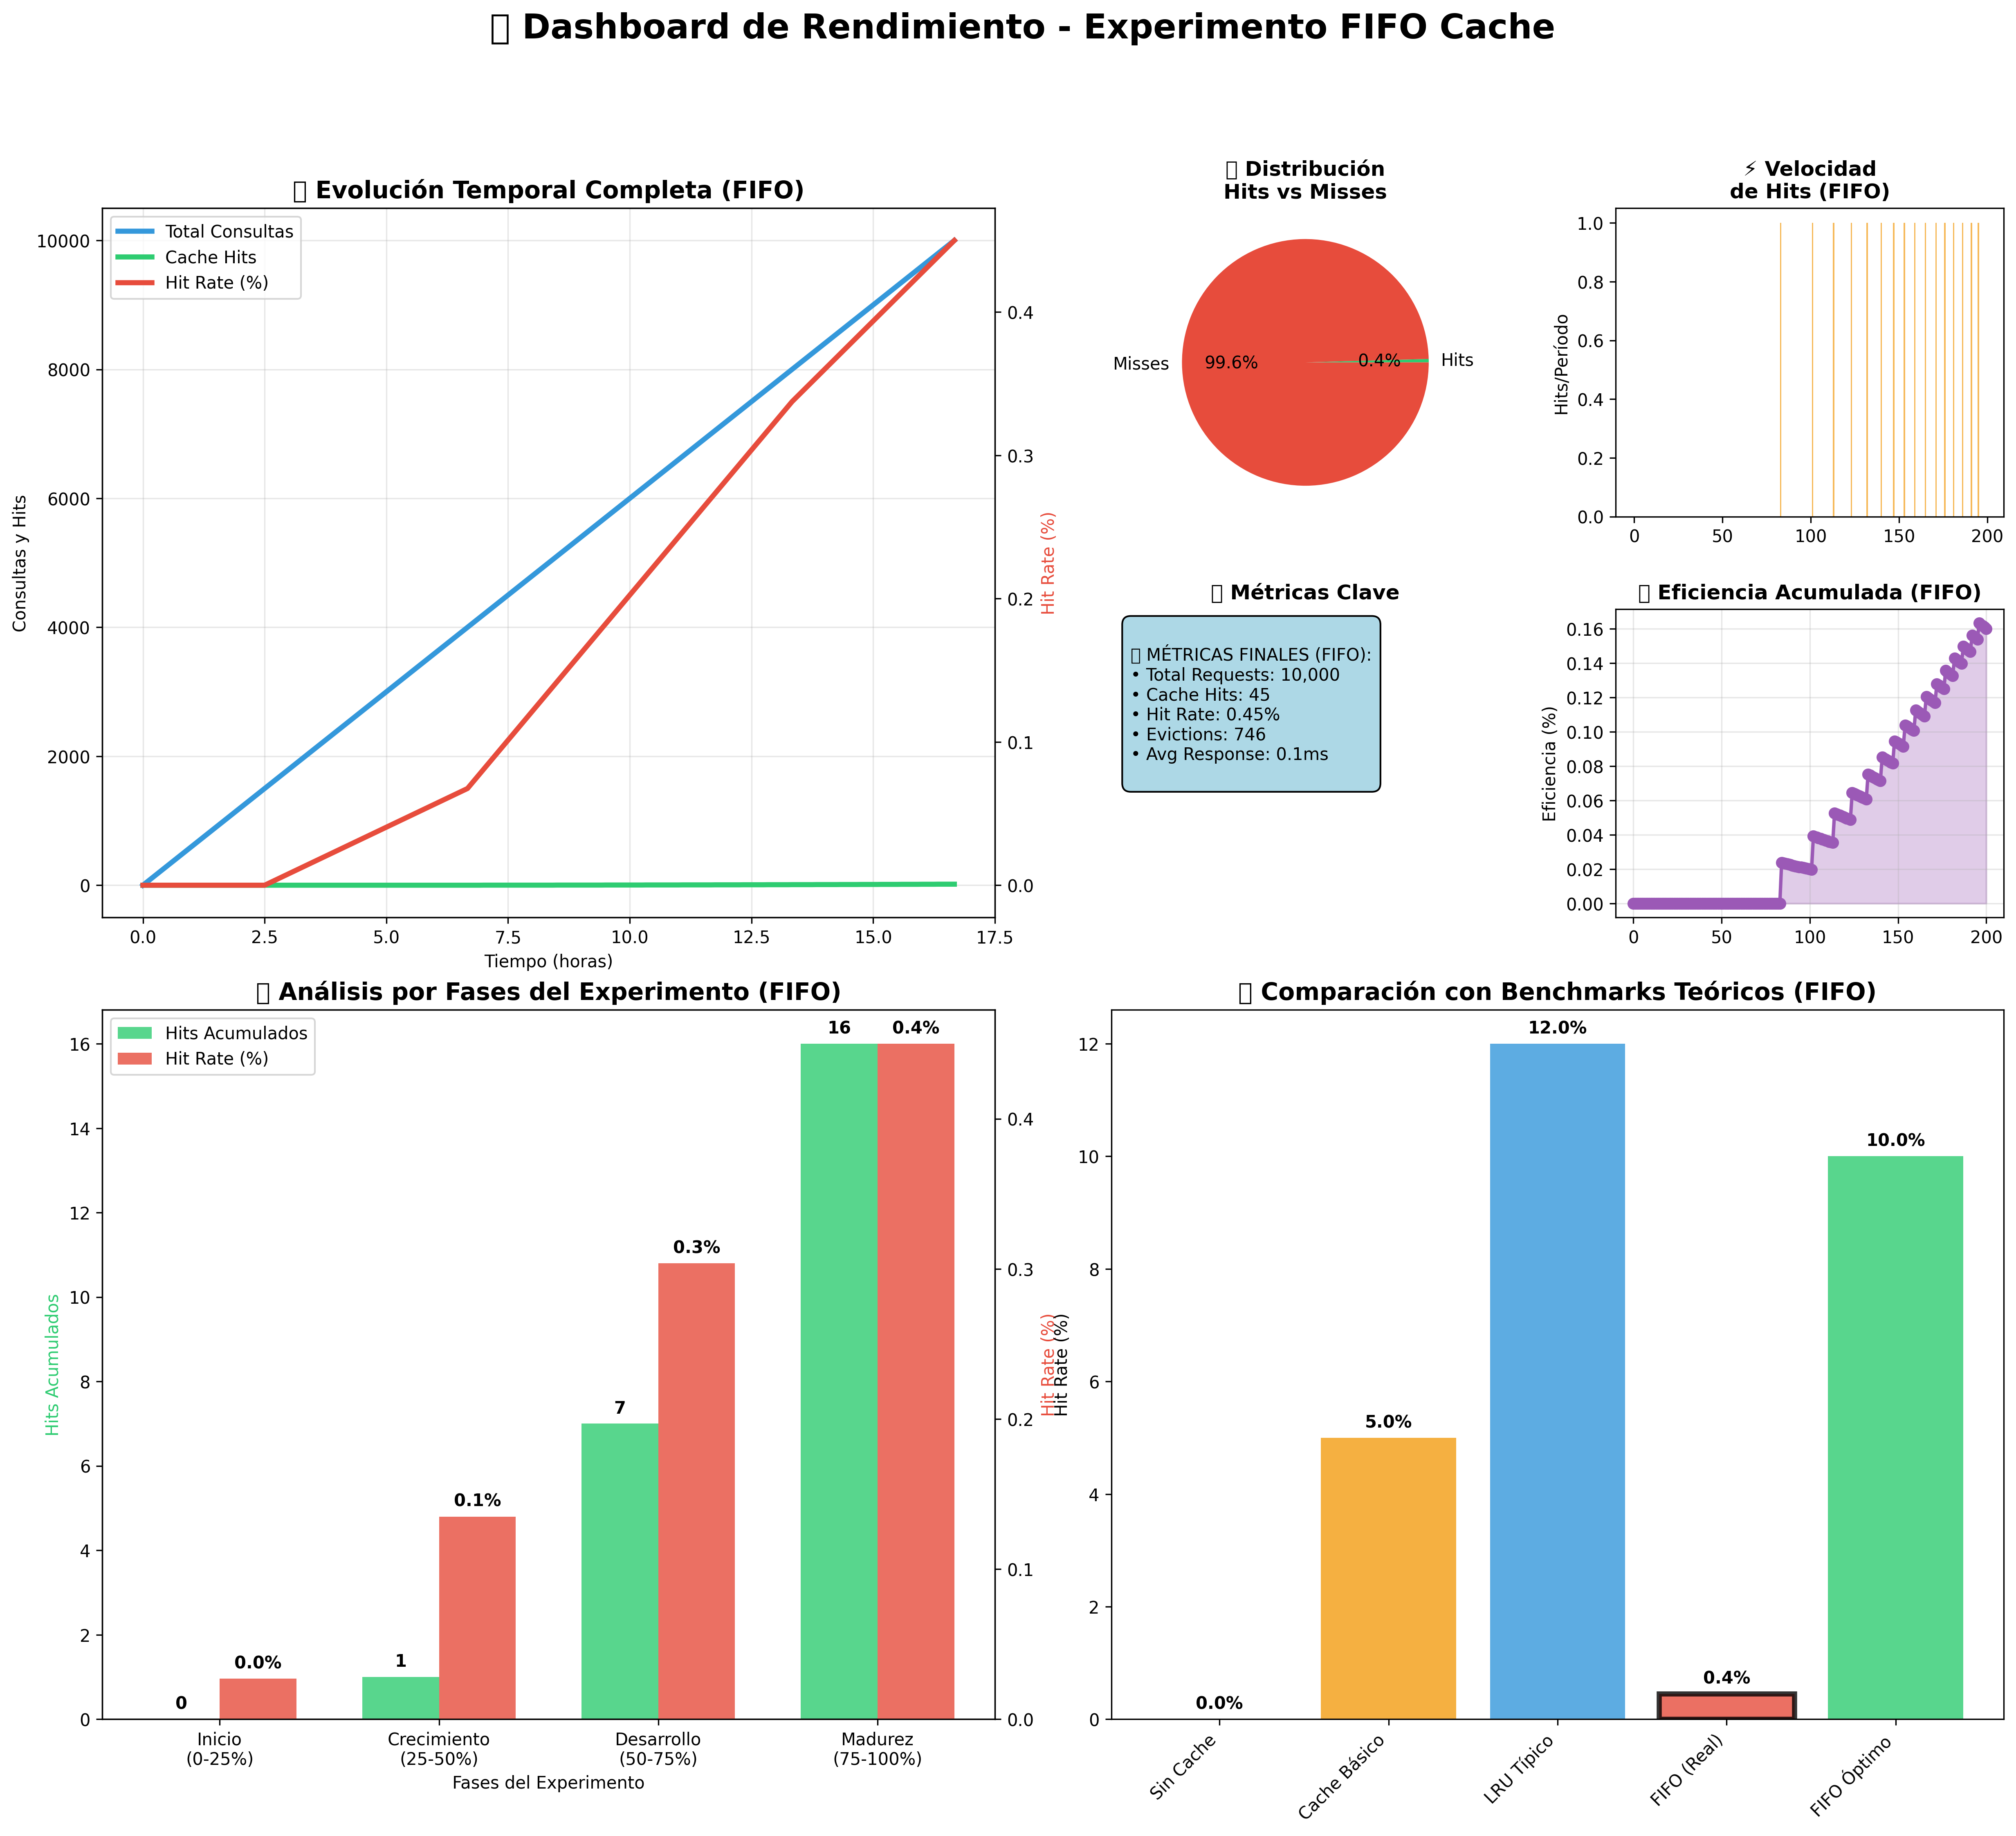 Dashboard de Rendimiento - Experimento FIFO Cache
Evolución Temporal Completa (FIFO)
Total Consultas
Cache Hits
Hit Rate (%)
10000
8000
6000
4000
2000
0
Consultas y Hits
0.4
0.3
0.2
0.1
0.0
Hit Rate (%)
0.0 2.5 5.0 7.5 10.0 12.5 15.0 17.5
Tiempo (horas)
Distribución
Hits vs Misses
Misses
99.6%
0.4%
Hits
⚡ Velocidad
de Hits (FIFO)
1.0
0.8
0.6
0.4
0.2
0.0
Hits/Período
0 50 100 150 200
Métricas Clave
MÉTRICAS FINALES (FIFO):
• Total Requests: 10,000
• Cache Hits: 45
• Hit Rate: 0.45%
• Evictions: 746
• Avg Response: 0.1ms
Eficiencia Acumulada (FIFO)
0.16
0.14
0.12
0.10
0.08
0.06
0.04
0.02
0.00
Eficiencia (%)
0 50 100 150 200
Análisis por Fases del Experimento (FIFO)
Hits Acumulados
Hit Rate (%)
16
14
12
10
8
6
4
2
0
Hits Acumulados
0
0.0%
1
0.1%
7
0.3%
16
0.4%
0.4
0.3
0.2
0.1
0.0
Hit Rate (%)
Inicio
(0-25%)
Crecimiento
(25-50%)
Desarrollo
(50-75%)
Madurez
(75-100%)
Fases del Experimento
Comparación con Benchmarks Teóricos (FIFO)
12
10
8
6
4
2
0
Hit Rate (%)
0.0%
5.0%
12.0%
0.4%
10.0%
Sin Cache
Cache Básico
LRU Típico
FIFO (Real)
FIFO Óptimo